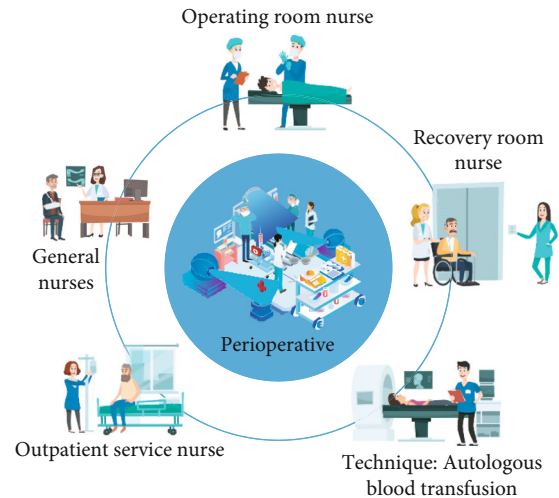 Operating room nurse
Recovery room
nurse
General
nurses
Perioperative
Outpatient service nurse
Technique: Autologous
blood transfusion